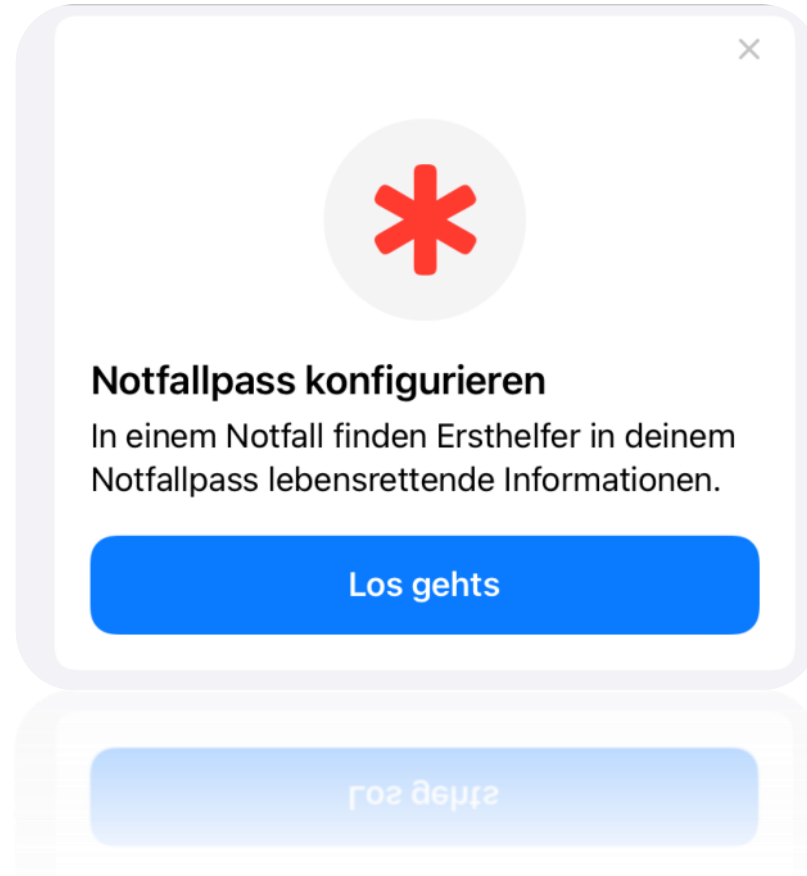 Notfallpass konfigurieren
In einem Notfall finden Ersthelfer in deinem
Notfallpass lebensrettende Informationen.
Los gehts
Los gehts